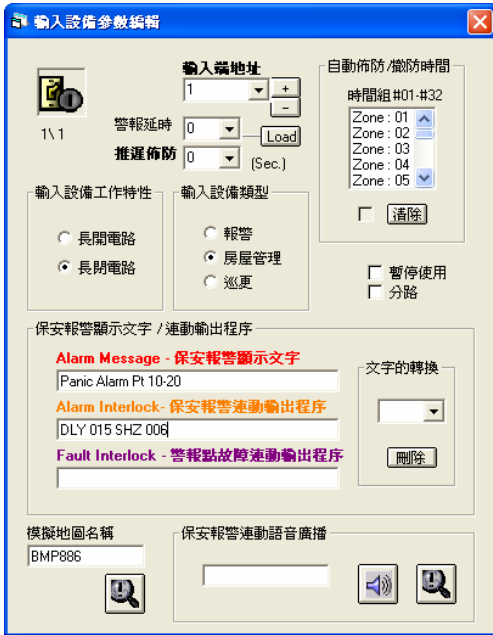 輸入設備參數編輯
輸入端地址
1
+
-
1\ 1
警報延時
0
Load
推遲佈防
0
(Sec.)
自動佈防/撤防時間
時間組#01-#32
Zone : 01
Zone : 02
Zone : 03
Zone : 04
Zone : 05
清除
輸入設備工作特性
長開電路
長閉電路
輸入設備類型
報警
房屋管理
巡更
暫停使用
分路
保安報警顯示文字 / 連動輸出程序
Alarm Message - 保安報警顯示文字
Panic Alarm Pt 10-20
Alarm Interlock- 保安報警連動輸出程序
DLY 015 SHZ 006
Fault Interlock - 警報點故障連動輸出程序
文字的轉換
刪除
模擬地圖名稱
BMP886
保安報警連動語音廣播